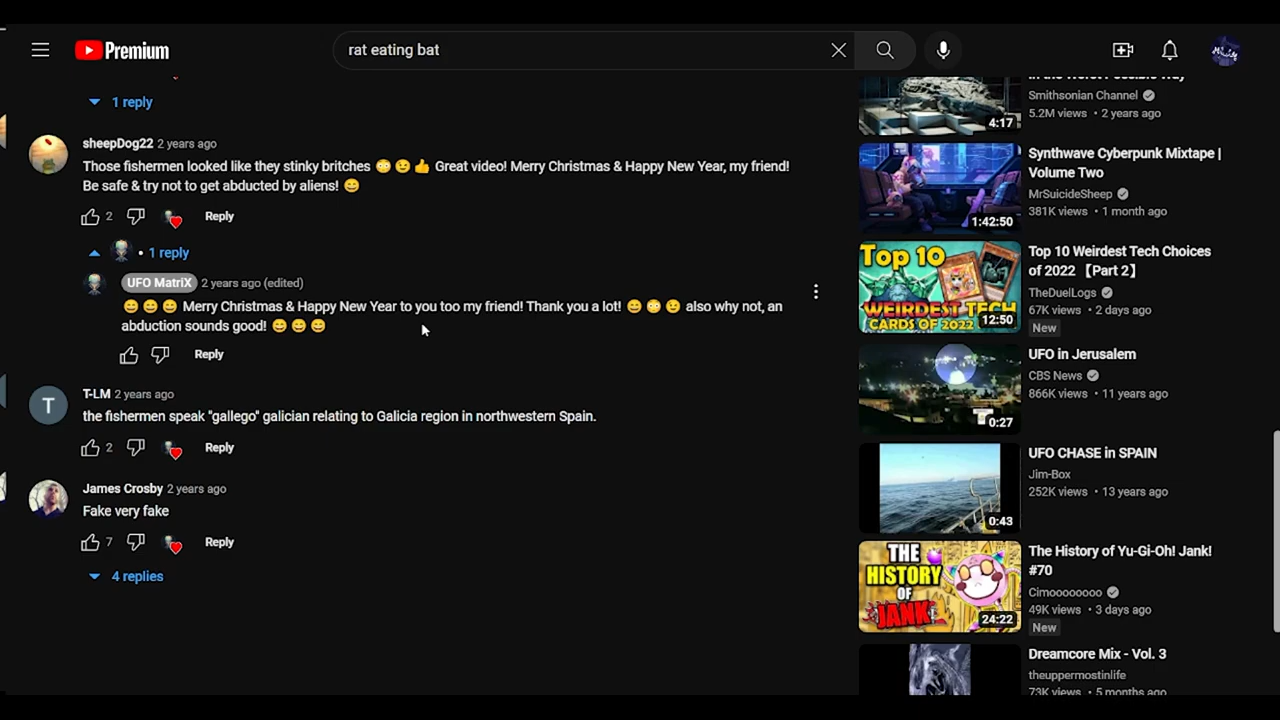 Premium
rat eating bat
1 reply
sheepDog22 2 years ago
Those fishermen looked like they stinky britches 😳 😉 👍 Great video! Merry Christmas & Happy New Year, my friend!
Be safe & try not to get abducted by aliens! 😄
2 Reply
• 1 reply
UFO MatriX 2 years ago (edited)
😄 😄 😄 Merry Christmas & Happy New Year to you too my friend! Thank you a lot! 😄 😳 😉 also why not, an
abduction sounds good! 😄 😄 😄
Reply
T
T-LM 2 years ago
the fishermen speak "gallego" galician relating to Galicia region in northwestern Spain.
2 Reply
James Crosby 2 years ago
Fake very fake
7 Reply
4 replies
in the Worst Possible Way
Smithsonian Channel
5.2M views • 2 years ago
4:17
Synthwave Cyberpunk Mixtape |
Volume Two
MrSuicideSheep
381K views • 1 month ago
1:42:50
Top 10
WEIRDEST TECH
CARDS OF 2022
12:50
Top 10 Weirdest Tech Choices
of 2022 【Part 2】
TheDuelLogs
67K views • 2 days ago
New
UFO in Jerusalem
CBS News
866K views • 11 years ago
0:27
UFO CHASE in SPAIN
Jim-Box
252K views • 13 years ago
0:43
THE
HISTORY
OF
JANK!
24:22
The History of Yu-Gi-Oh! Jank!
#70
Cimoooooooo
49K views • 3 days ago
New
Dreamcore Mix - Vol. 3
theuppermostinlife
73K views • 5 months ago